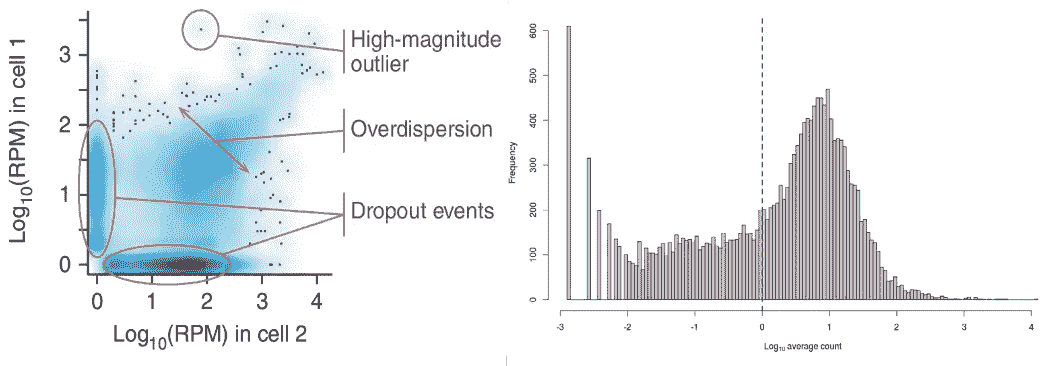 Log10(RPM) in cell 1
3
2
1
0
0 1 2 3 4
Log10(RPM) in cell 2
High-magnitude
outlier
Overdispersion
Dropout events
Frequency
600
500
400
300
200
100
0
-3 -2 -1 0 1 2 3 4
Log10 average count